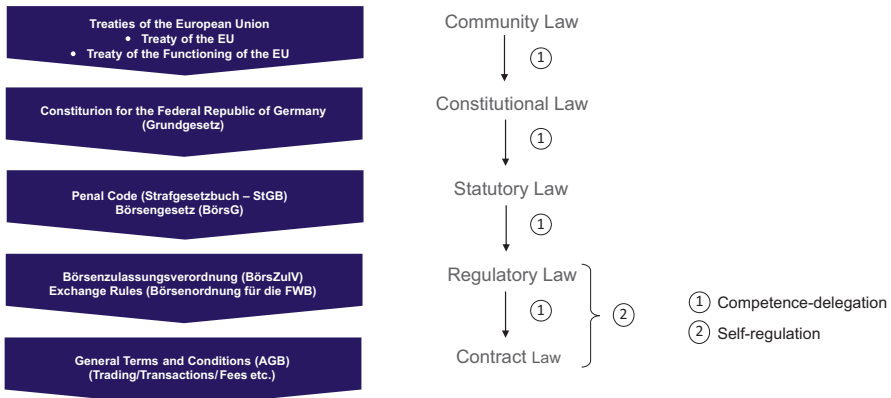 Treaties of the European Union
• Treaty of the EU
• Treaty of the Functioning of the EU
Community Law
1
Constiturion for the Federal Republic of Germany
(Grundgesetz)
Constitutional Law
1
Penal Code (Strafgesetzbuch – StGB)
Börsengesetz (BörsG)
Statutory Law
1
Börsenzulassungsverordnung (BörsZulV)
Exchange Rules (Börsenordnung für die FWB)
Regulatory Law
1
2
1 Competence-delegation
2 Self-regulation
General Terms and Conditions (AGB)
(Trading/Transactions/ Fees etc.)
Contract Law